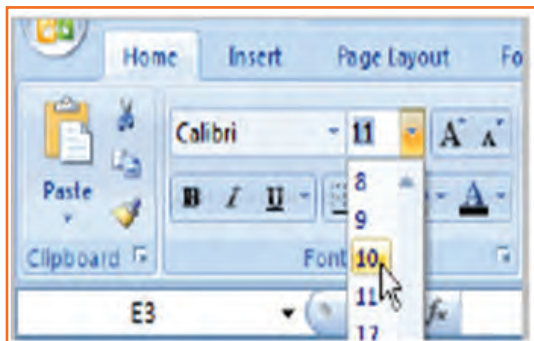 Home Insert Page Layout Fo
Calibri 11 A A
Paste B I U A
8
9
Clipboard Font 10
11
E3 fx
12